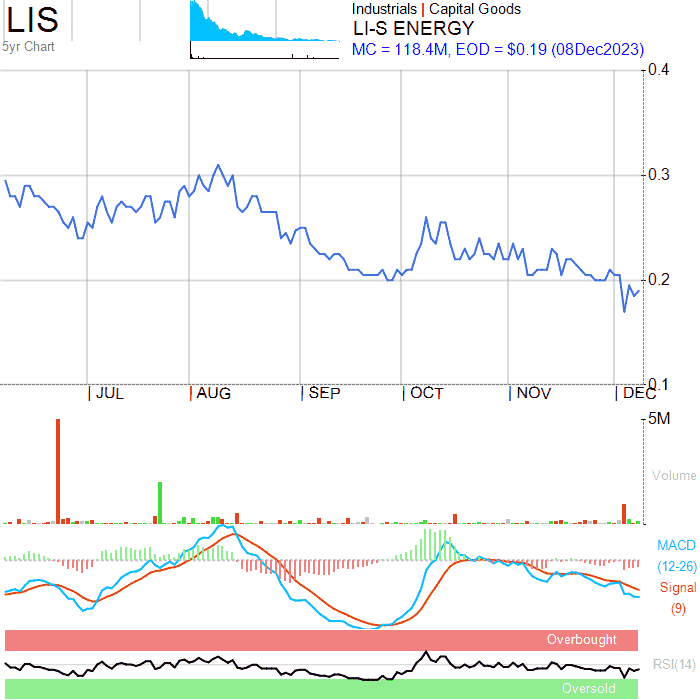 LIS
5yr Chart
Industrials | Capital Goods
LI-S ENERGY
MC = 118.4M, EOD = $0.19 (08Dec2023)
0.4
0.3
0.2
0.1
JUL AUG SEP OCT NOV DEC
5M
Volume
MACD
(12-26)
Signal
(9)
Overbought
RSI(14)
Oversold